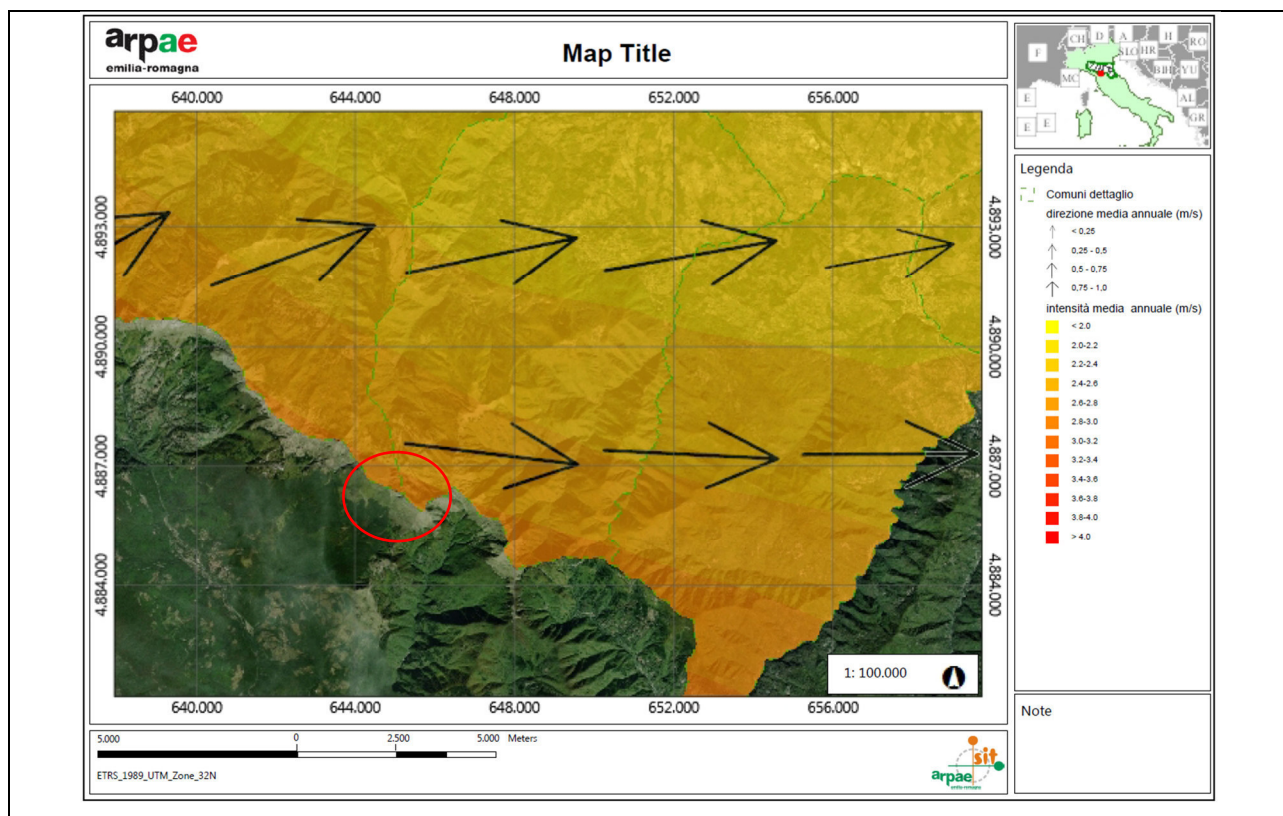 arpae
emilia-romagna
Map Title
640.000 644.000 648.000 652.000 656.000
4.893.000 4.893.000
4.890.000 4.890.000
4.887.000 4.887.000
4.884.000 4.884.000
1: 100.000
640.000 644.000 648.000 652.000 656.000
5.000 0 2.500 5.000 Meters
ETRS_1989_UTM_Zone_32N
sit
arpae
emilia-romagna
F CH D A SLO HR H RO
MC BIH YU
E AL
E E GR
Legenda
Comuni dettaglio
direzione media annuale (m/s)
< 0,25
0,25 - 0,5
0,5 - 0,75
0,75 - 1,0
intensità media annuale (m/s)
< 2.0
2.0-2.2
2.2-2.4
2.4-2.6
2.6-2.8
2.8-3.0
3.0-3.2
3.2-3.4
3.4-3.6
3.6-3.8
3.8-4.0
> 4.0
Note